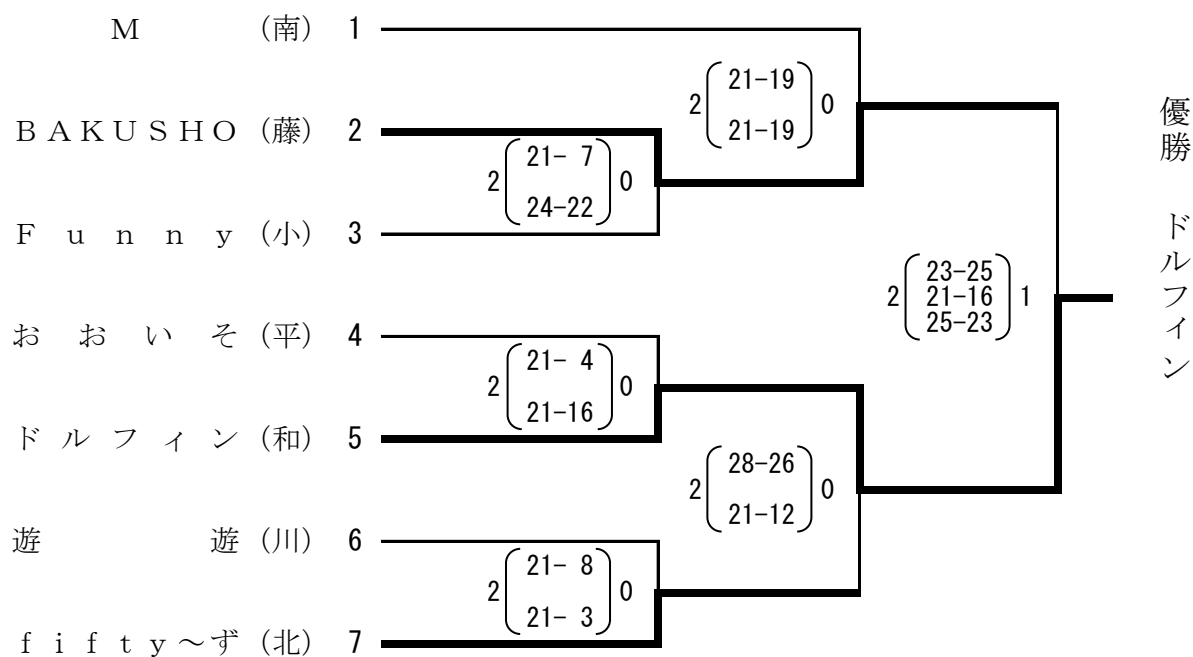 M (南) 1
2 21-19 0
21-19
BAKUSHO (藤) 2
2 21- 7 0
24-22
Funny (小) 3
2 23-25 1
21-16
25-23
優勝 ドルフィン
おおいそ (平) 4
2 21- 4 0
21-16
ドルフィン (和) 5
2 28-26 0
21-12
遊遊 (川) 6
2 21- 8 0
21- 3
fifty～ず (北) 7